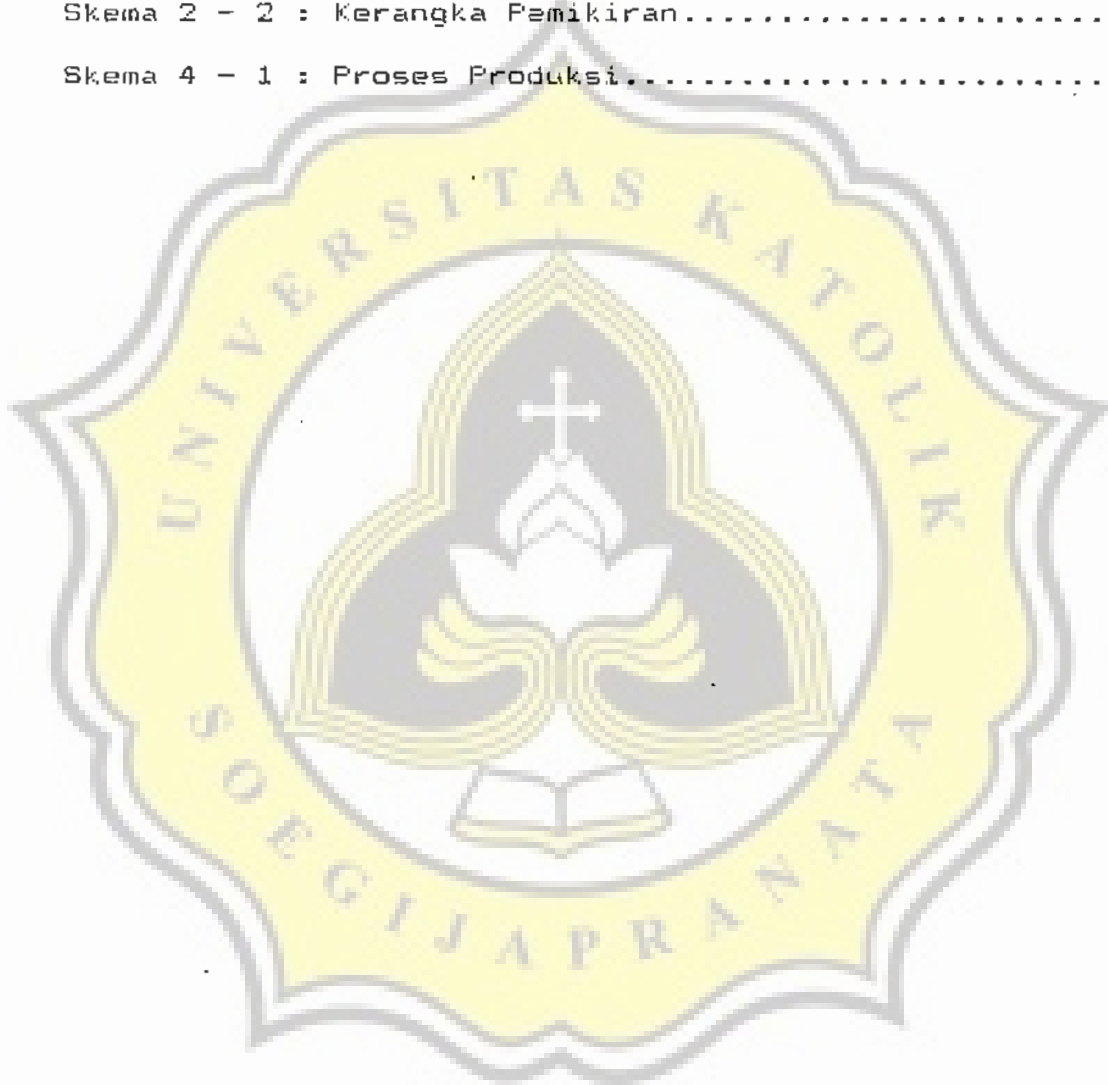 Skema 2 - 2 : Kerangka Pemikiran..........................
Skema 4 - 1 : Proses Produksi..............................
UNIVERSITAS KATOLIK
SOEGIJAPRANATA